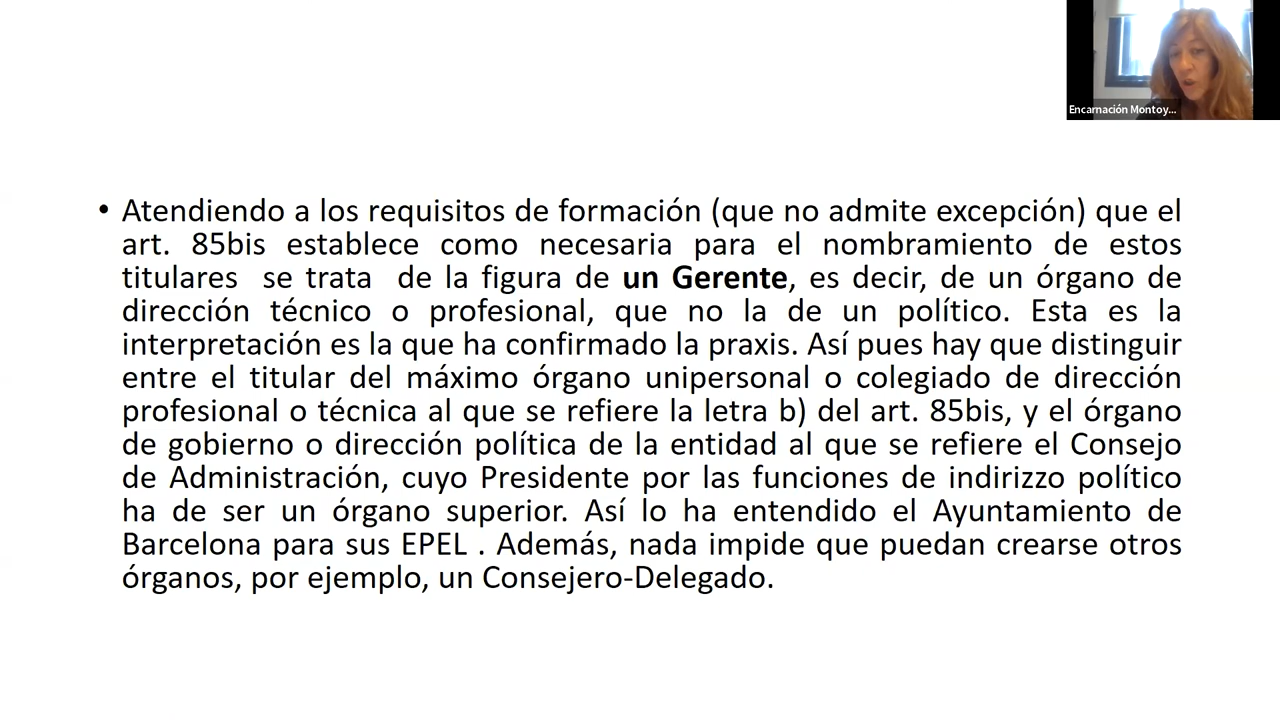 Encarnación Montoy...
• Atendiendo a los requisitos de formación (que no admite excepción) que el
art. 85bis establece como necesaria para el nombramiento de estos
titulares se trata de la figura de un Gerente, es decir, de un órgano de
dirección técnico o profesional, que no la de un político. Esta es la
interpretación es la que ha confirmado la praxis. Así pues hay que distinguir
entre el titular del máximo órgano unipersonal o colegiado de dirección
profesional o técnica al que se refiere la letra b) del art. 85bis, y el órgano
de gobierno o dirección política de la entidad al que se refiere el Consejo
de Administración, cuyo Presidente por las funciones de indirizzo político
ha de ser un órgano superior. Así lo ha entendido el Ayuntamiento de
Barcelona para sus EPEL . Además, nada impide que puedan crearse otros
órganos, por ejemplo, un Consejero-Delegado.